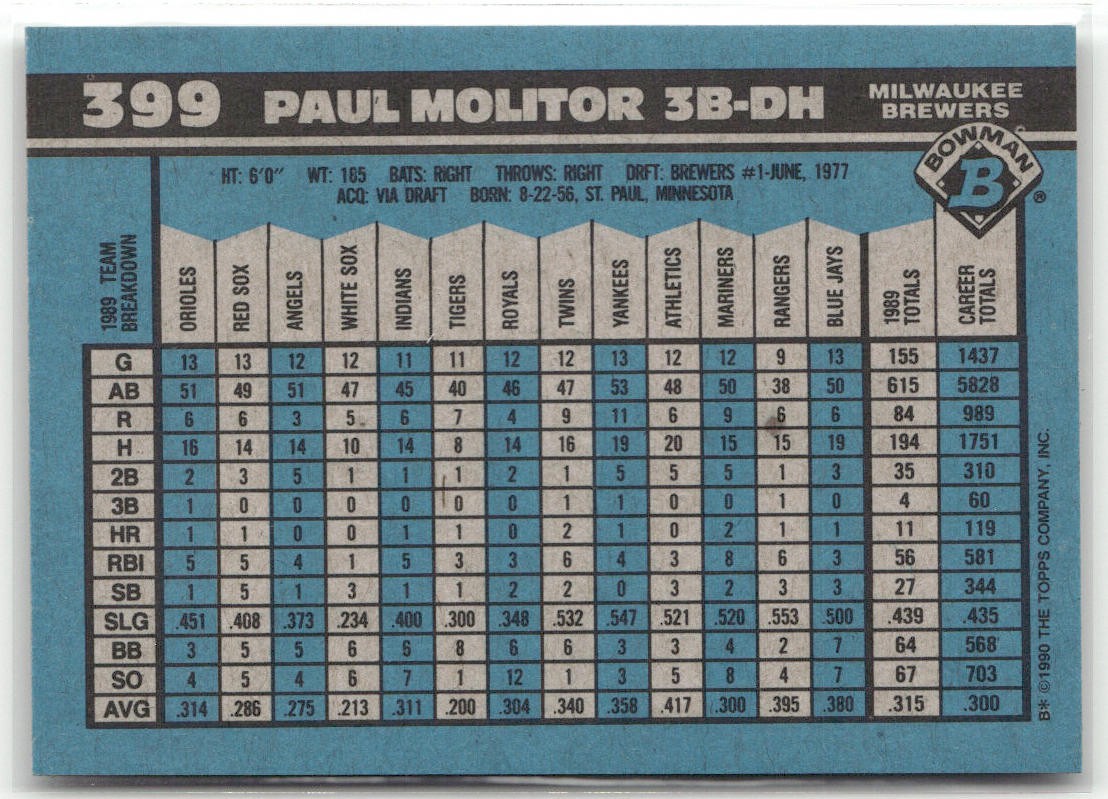 399 PAUL MOLITOR 3B-DH MILWAUKEE BREWERS
BOWMAN
B
®
HT: 6'0" WT: 185 BATS: RIGHT THROWS: RIGHT DRFT: BREWERS #1-JUNE, 1977
ACQ: VIA DRAFT BORN: 8-22-56, ST. PAUL, MINNESOTA
1989 TEAM BREAKDOWN ORIOLES RED SOX ANGELS WHITE SOX INDIANS TIGERS ROYALS TWINS YANKEES ATHLETICS MARINERS RANGERS BLUE JAYS 1989 TOTALS CAREER TOTALS
G 13 13 12 12 11 11 12 12 13 12 12 9 13 155 1437
AB 51 49 51 47 45 40 46 47 53 48 50 38 50 615 5828
R 6 6 3 5 6 7 4 9 11 6 9 6 6 84 989
H 16 14 14 10 14 8 14 16 19 20 15 15 19 194 1751
2B 2 3 5 1 1 1 2 1 5 5 5 1 3 35 310
3B 1 0 0 0 0 0 0 1 1 0 0 1 0 4 60
HR 1 1 0 0 1 1 0 2 1 0 2 1 1 11 119
RBI 5 5 4 1 5 3 3 6 4 3 8 6 3 56 581
SB 1 5 1 3 1 1 2 2 0 3 2 3 3 27 344
SLG .451 .408 .373 .234 .400 .300 .348 .532 .547 .521 .520 .553 .500 .439 .435
BB 3 5 5 6 6 8 6 6 3 3 4 2 7 64 568
SO 4 5 4 6 7 1 12 1 3 5 8 4 7 67 703
AVG .314 .286 .275 .213 .311 .200 .304 .340 .358 .417 .300 .395 .380 .315 .300
B* ©1990 THE TOPPS COMPANY, INC.